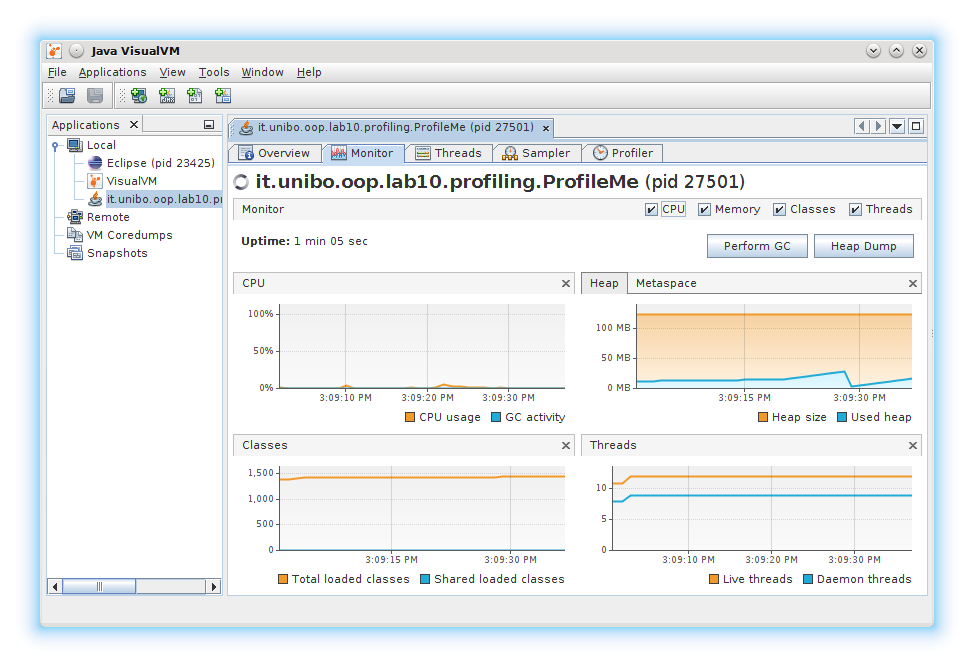 Java VisualVM
File Applications View Tools Window Help
Applications
Local
Eclipse (pid 23425)
VisualVM
it.unibo.oop.lab10.pr
Remote
VM Coredumps
Snapshots
it.unibo.oop.lab10.profiling.ProfileMe (pid 27501)
Overview Monitor Threads Sampler Profiler
it.unibo.oop.lab10.profiling.ProfileMe (pid 27501)
Monitor CPU Memory Classes Threads
Uptime: 1 min 05 sec
Perform GC Heap Dump
CPU
100%
50%
0%
3:09:10 PM 3:09:20 PM 3:09:30 PM
CPU usage GC activity
Heap Metaspace
100 MB
50 MB
0 MB
3:09:15 PM 3:09:30 PM
Heap size Used heap
Classes
1,500
1,000
500
0
3:09:15 PM 3:09:30 PM
Total loaded classes Shared loaded classes
Threads
10
5
0
3:09:10 PM 3:09:20 PM 3:09:30 PM
Live threads Daemon threads